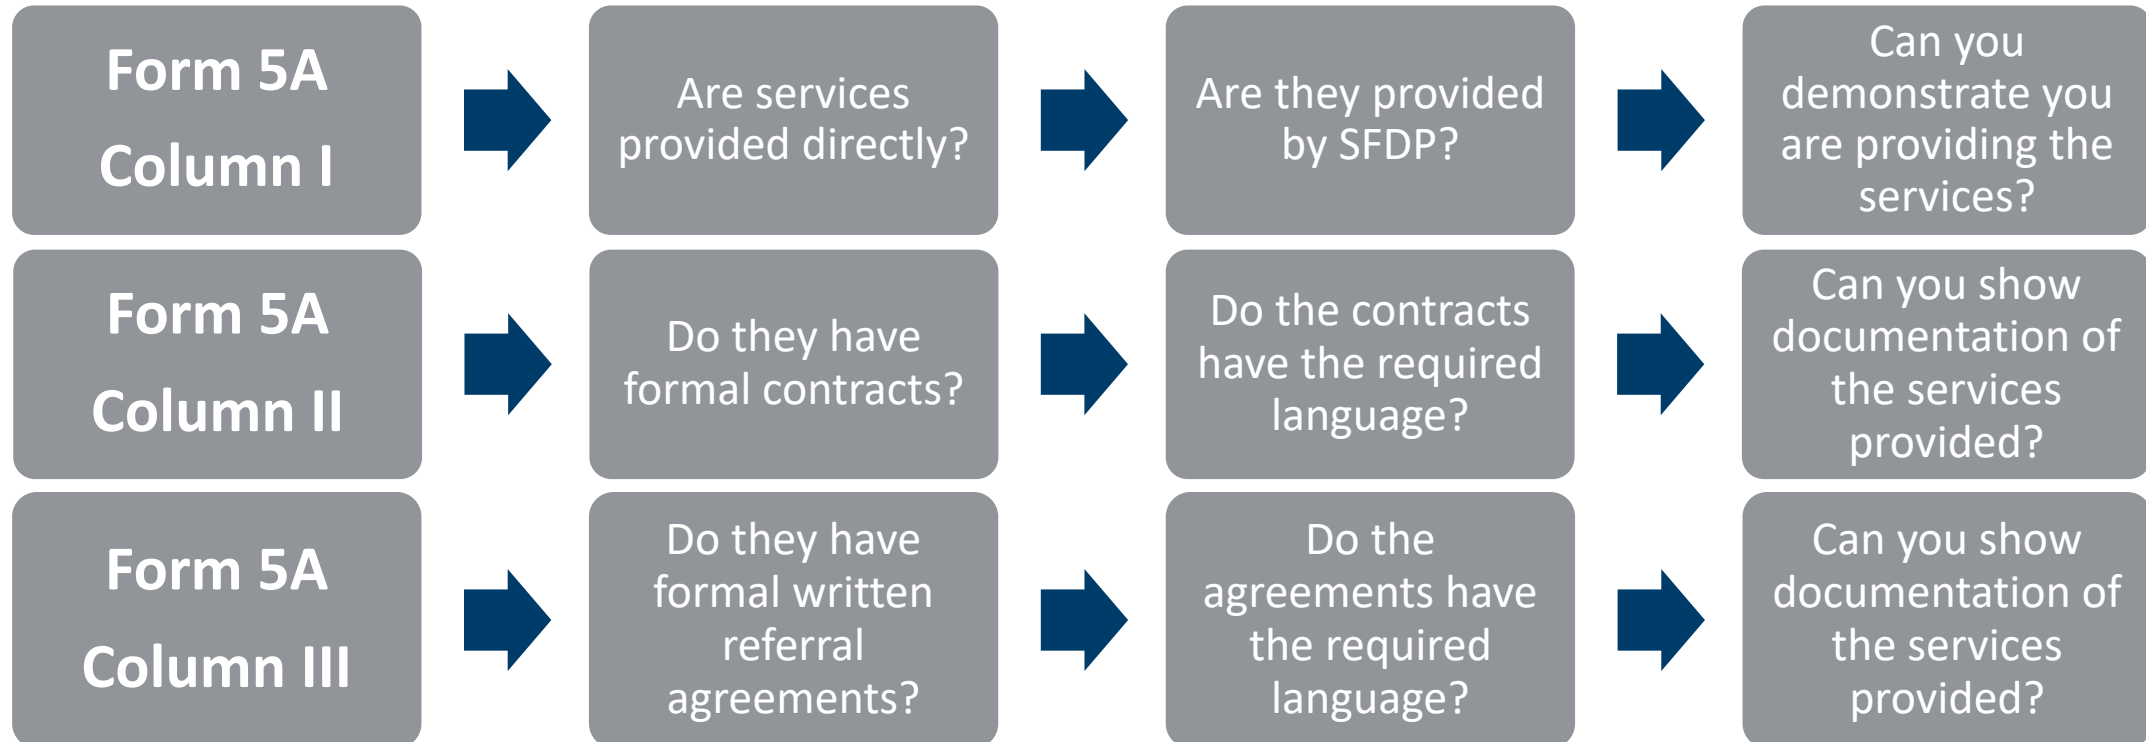 Form 5A
Column I
Are services
provided directly?
Are they provided
by SFDP?
Can you
demonstrate you
are providing the
services?
Form 5A
Column II
Do they have
formal contracts?
Do the contracts
have the required
language?
Can you show
documentation of
the services
provided?
Form 5A
Column III
Do they have
formal written
referral
agreements?
Do the
agreements have
the required
language?
Can you show
documentation of
the services
provided?